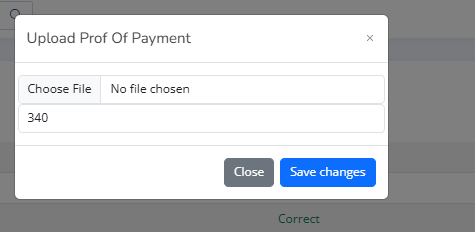 Upload Prof Of Payment ×
Choose File No file chosen
340
Close Save changes
Correct